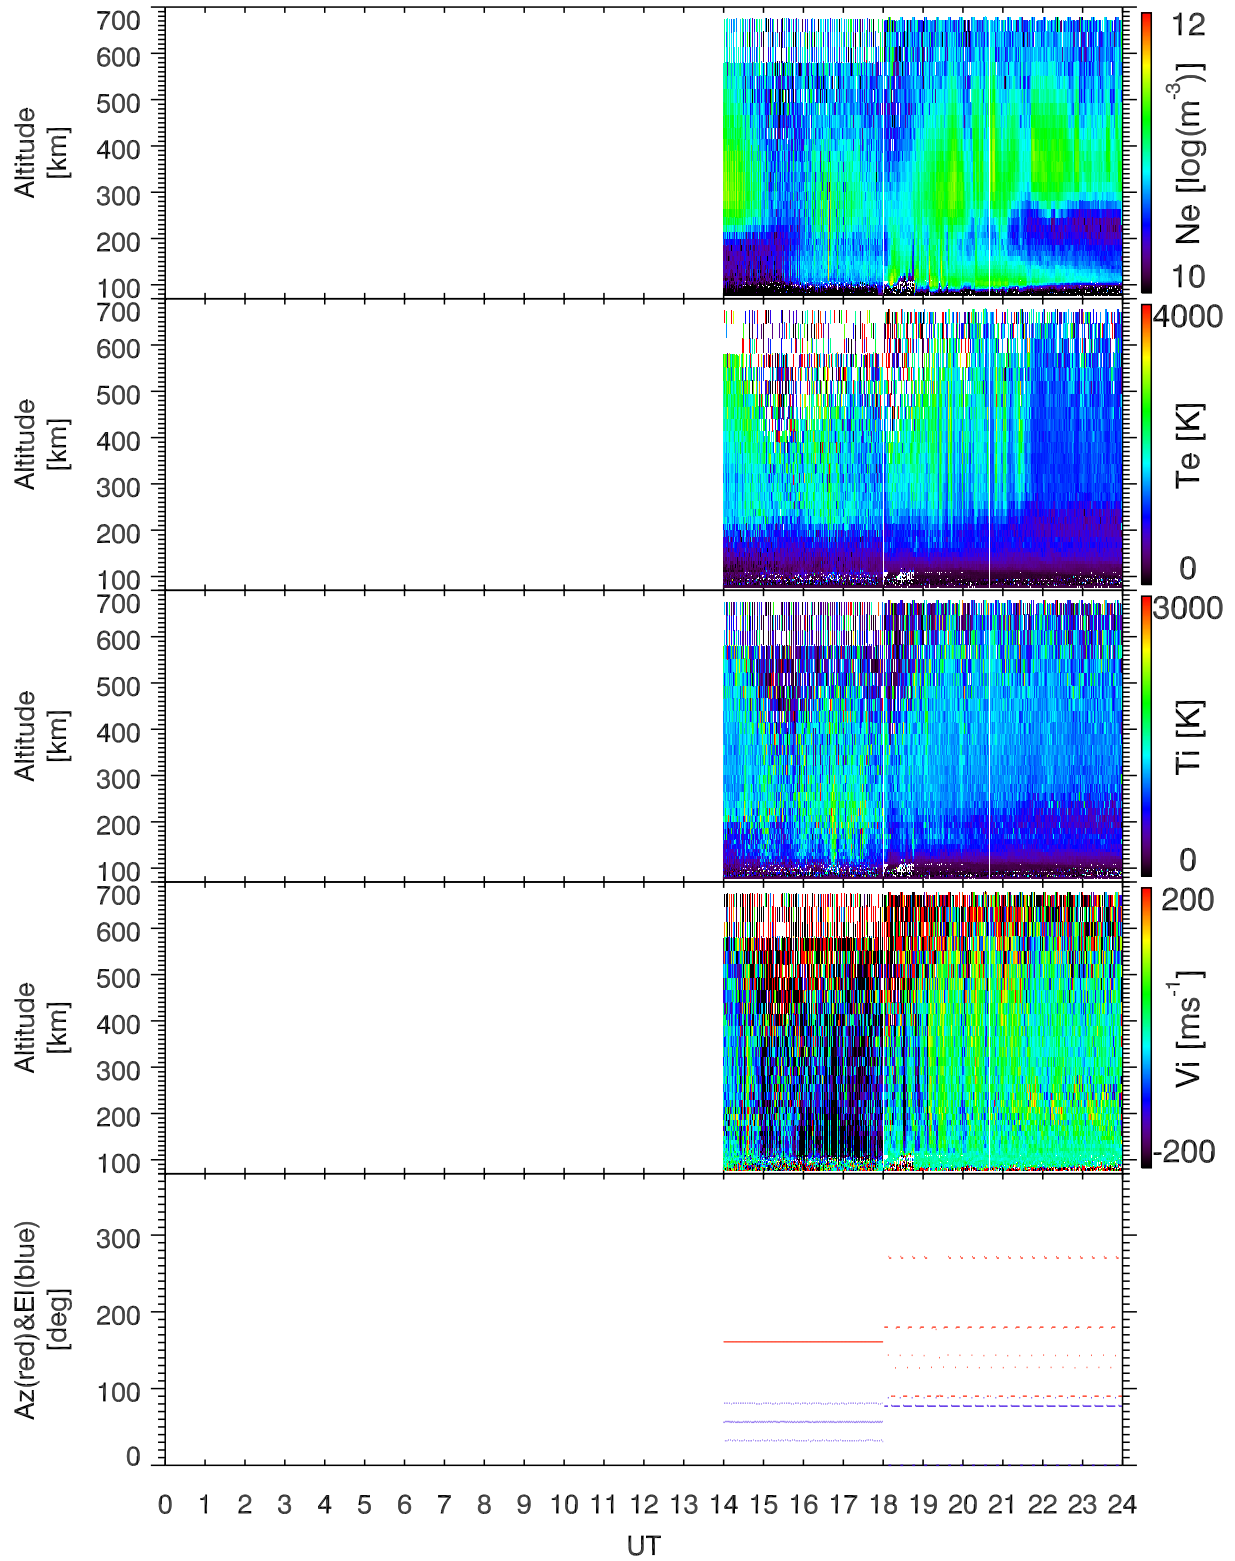 700
600
500
400
300
200
100
Altitude
[km]
12
10
Ne [log(m⁻³)]
700
600
500
400
300
200
100
Altitude
[km]
4000
0
Te [K]
700
600
500
400
300
200
100
Altitude
[km]
3000
0
Ti [K]
700
600
500
400
300
200
100
Altitude
[km]
200
-200
Vi [ms⁻¹]
300
200
100
0
Az(red)&El(blue)
[deg]
0 1 2 3 4 5 6 7 8 9 10 11 12 13 14 15 16 17 18 19 20 21 22 23 24
UT